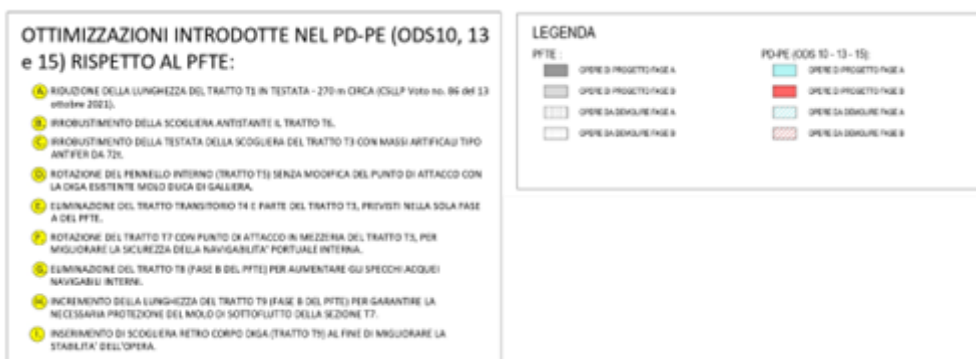 OTTIMIZZAZIONI INTRODOTTE NEL PD-PE (ODS10, 13
e 15) RISPETTO AL PFTE:
A. RIDUZIONE DELLA LUNGHEZZA DEL TRATTO T1 IN TESTATA - 270 m CIRCA (CSLLP Voto no. 86 del 13
ottobre 2021).
B. IRROBUSTIMENTO DELLA SCOGLIERA ANTISTANTE IL TRATTO T6.
C. IRROBUSTIMENTO DELLA TESTATA DELLA SCOGLIERA DEL TRATTO T3 CON MASSI ARTIFICALI TIPO
ANTIFER DA 72t.
D. ROTAZIONE DEL PENNELLO INTERNO (TRATTO T5) SENZA MODIFICA DEL PUNTO DI ATTACCO CON
LA DIGA ESISTENTE MOLO DUCA DI GALLIERA.
E. ELIMINAZIONE DEL TRATTO TRANSITORIO T4 E PARTE DEL TRATTO T3, PREVISTI NELLA SOLA FASE
A DEL PFTE.
F. ROTAZIONE DEL TRATTO T7 CON PUNTO DI ATTACCO IN MEZZERIA DEL TRATTO T3, PER
MIGLIORARE LA SICUREZZA DELLA NAVIGABILITA' PORTUALE INTERNA.
G. ELIMINAZIONE DEL TRATTO T8 (FASE B DEL PFTE) PER AUMENTARE GLI SPECCHI ACQUEI
NAVIGABILI INTERNI.
H. INCREMENTO DELLA LUNGHEZZA DEL TRATTO T9 (FASE B DEL PFTE) PER GARANTIRE LA
NECESSARIA PROTEZIONE DEL MOLO DI SOTTOFLUTTO DELLA SEZIONE T7.
I. INSERIMENTO DI SCOGLIERA RETRO CORPO DIGA (TRATTO T9) AL FINE DI MIGLIORARE LA
STABILITA' DELL'OPERA.
LEGENDA
PFTE :
OPERE DI PROGETTO FASE A
OPERE DI PROGETTO FASE B
OPERE DA DEMOLIRE FASE A
OPERE DA DEMOLIRE FASE B
PD-PE (ODS 10 - 13 - 15):
OPERE DI PROGETTO FASE A
OPERE DI PROGETTO FASE B
OPERE DA DEMOLIRE FASE A
OPERE DA DEMOLIRE FASE B